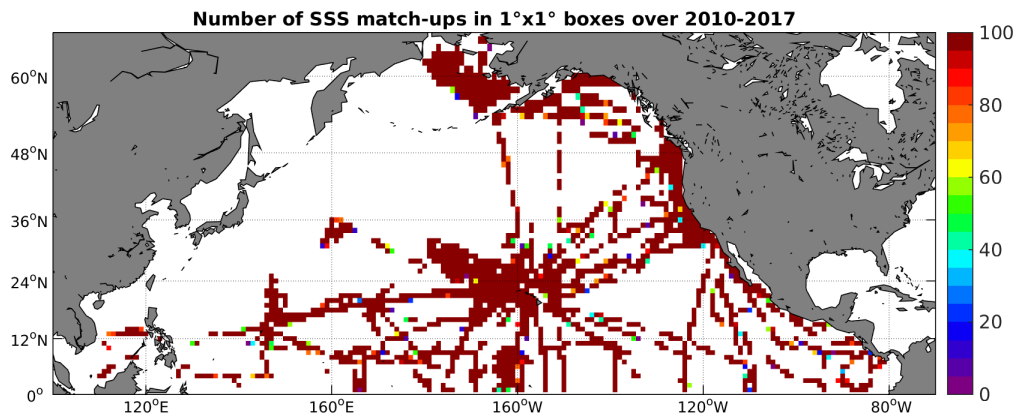 Number of SSS match-ups in 1°x1° boxes over 2010-2017
100
80
60
40
20
0
60°N
48°N
36°N
24°N
12°N
0°
120°E
160°E
160°W
120°W
80°W